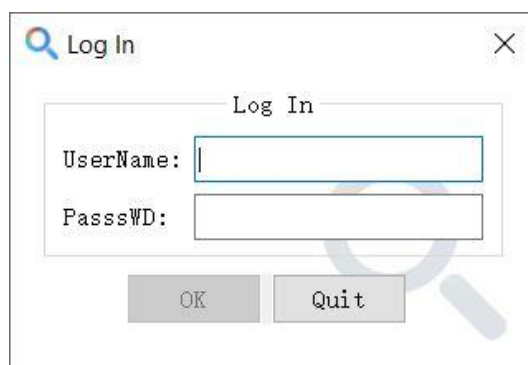 Log In
Log In
UserName:
PasssWD:
OK
Quit